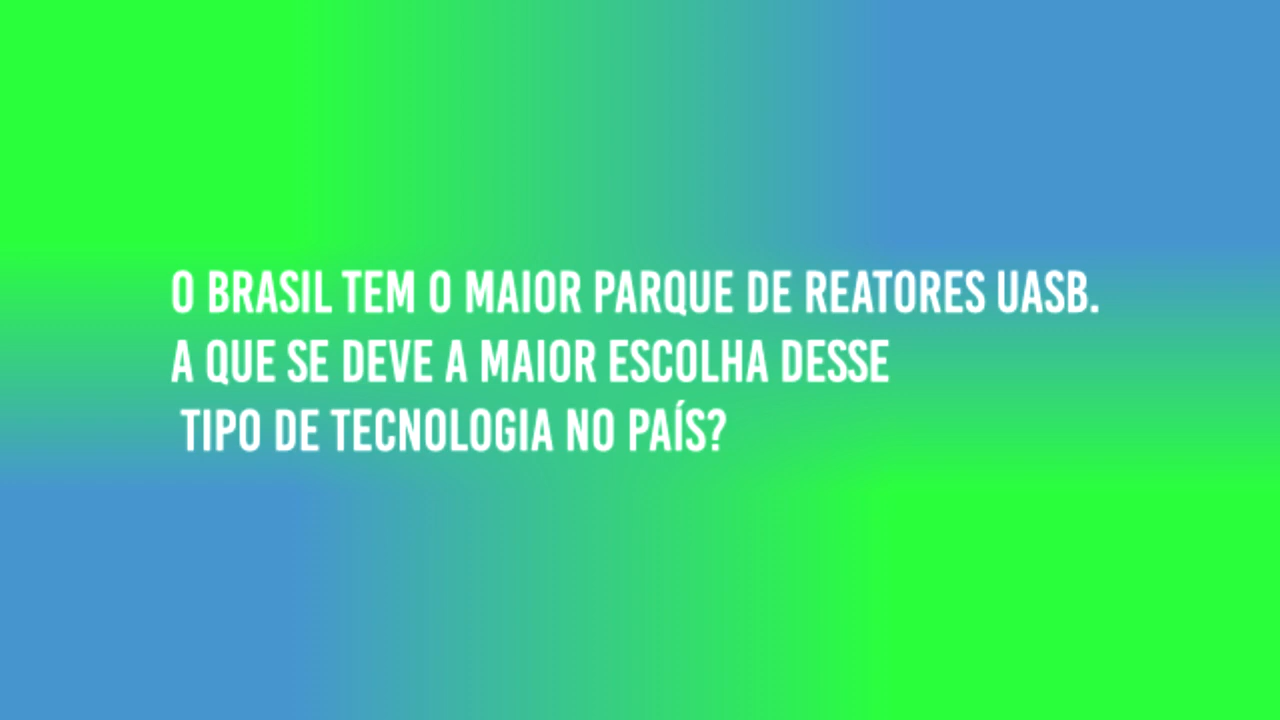 O BRASIL TEM O MAIOR PARQUE DE REATORES UASB.
A QUE SE DEVE A MAIOR ESCOLHA DESSE
TIPO DE TECNOLOGIA NO PAÍS?